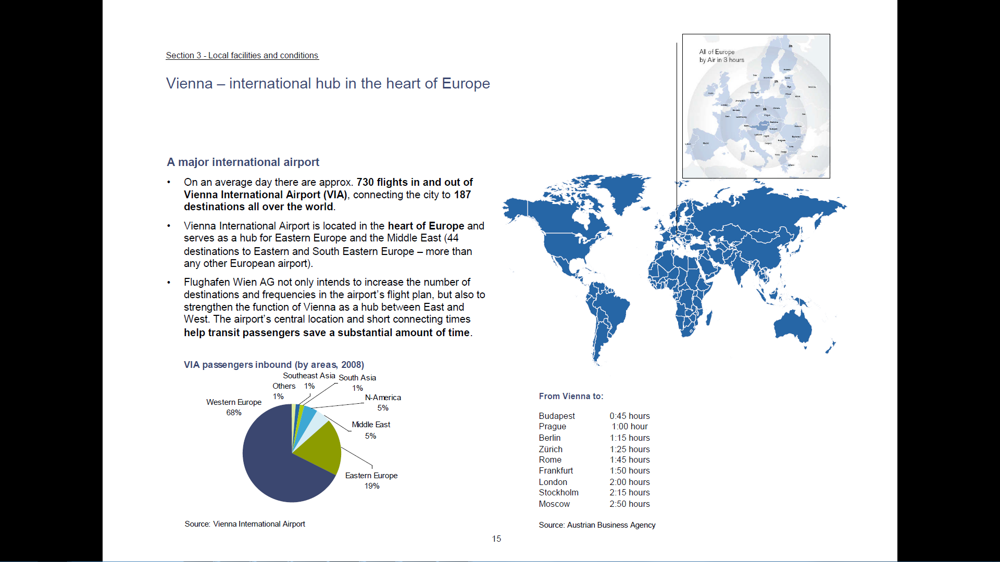 Section 3 - Local facilities and conditions
Vienna – international hub in the heart of Europe
All of Europe
by Air in 3 hours
3h
2h
1h
A major international airport
• On an average day there are approx. 730 flights in and out of
Vienna International Airport (VIA), connecting the city to 187
destinations all over the world.
• Vienna International Airport is located in the heart of Europe and
serves as a hub for Eastern Europe and the Middle East (44
destinations to Eastern and South Eastern Europe – more than
any other European airport).
• Flughafen Wien AG not only intends to increase the number of
destinations and frequencies in the airport’s flight plan, but also to
strengthen the function of Vienna as a hub between East and
West. The airport’s central location and short connecting times
help transit passengers save a substantial amount of time.
VIA passengers inbound (by areas, 2008)
Southeast Asia
1%
South Asia
1%
Others
1%
N-America
5%
Western Europe
68%
Middle East
5%
Eastern Europe
19%
Source: Vienna International Airport
From Vienna to:
Budapest 0:45 hours
Prague 1:00 hour
Berlin 1:15 hours
Zürich 1:25 hours
Rome 1:45 hours
Frankfurt 1:50 hours
London 2:00 hours
Stockholm 2:15 hours
Moscow 2:50 hours
Source: Austrian Business Agency
15